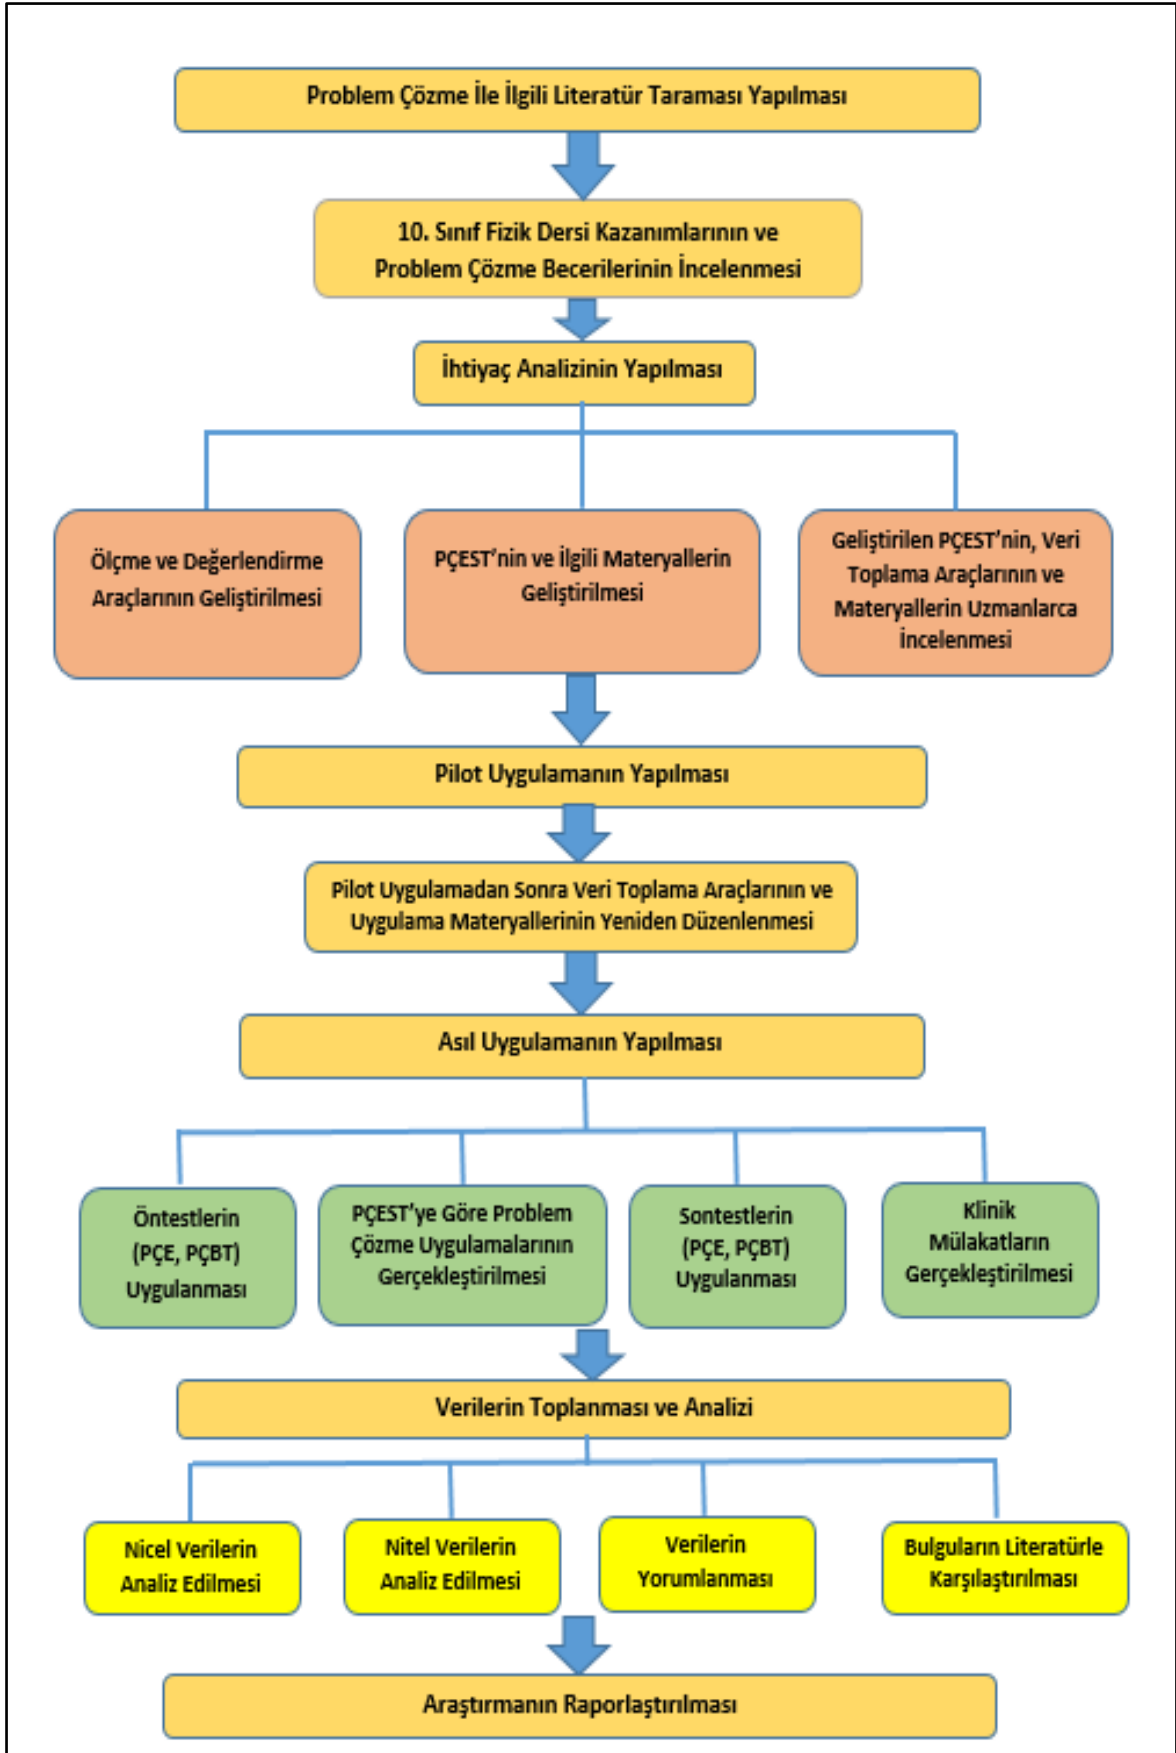 Problem Çözme İle İlgili Literatür Taraması Yapılması
10. Sınıf Fizik Dersi Kazanımlarının ve
Problem Çözme Becerilerinin İncelenmesi
İhtiyaç Analizinin Yapılması
Ölçme ve Değerlendirme
Araçlarının Geliştirilmesi
PÇEST'nin ve İlgili Materyallerin
Geliştirilmesi
Geliştirilen PÇEST'nin, Veri
Toplama Araçlarının ve
Materyallerin Uzmanlarca
İncelenmesi
Pilot Uygulamanın Yapılması
Pilot Uygulamadan Sonra Veri Toplama Araçlarının ve
Uygulama Materyallerinin Yeniden Düzenlenmesi
Asıl Uygulamanın Yapılması
Öntestlerin
(PÇE, PÇBT)
Uygulanması
PÇEST'ye Göre Problem
Çözme Uygulamalarının
Gerçekleştirilmesi
Sontestlerin
(PÇE, PÇBT)
Uygulanması
Klinik
Mülakatların
Gerçekleştirilmesi
Verilerin Toplanması ve Analizi
Nicel Verilerin
Analiz Edilmesi
Nitel Verilerin
Analiz Edilmesi
Verilerin
Yorumlanması
Bulguların Literatürle
Karşılaştırılması
Araştırmanın Raporlaştırılması